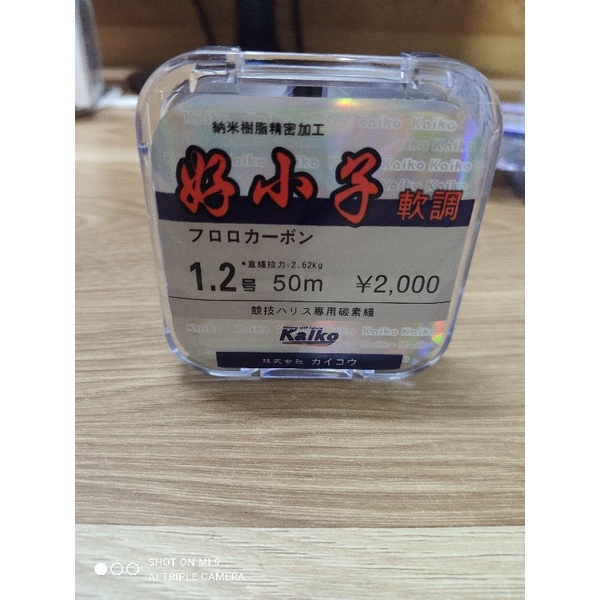 納米樹脂精密加工
好小子 軟調
フロロカーボン
*直綫拉力:2.62kg
1.2号 50m ¥2,000
競技ハリス専用碳素綫
Kaiko
株式会社 カイコウ
Kaiko Kaiko
SHOT ON MI 9
AI TRIPLE CAMERA